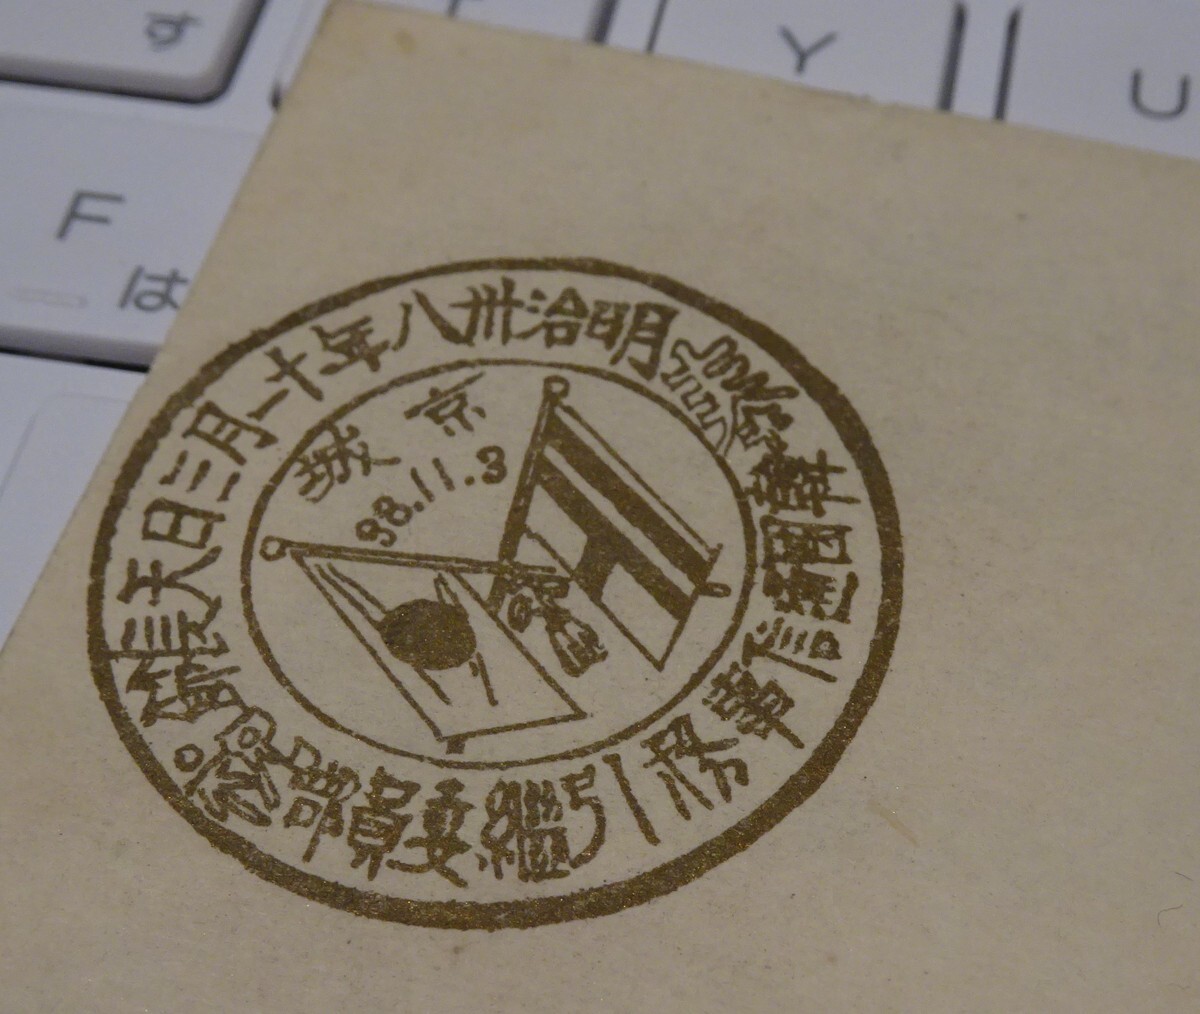 す
Y
U
F
は
明治卅八年十一月三日天長節
韓國通信事務引繼委員
京城
38.11.3